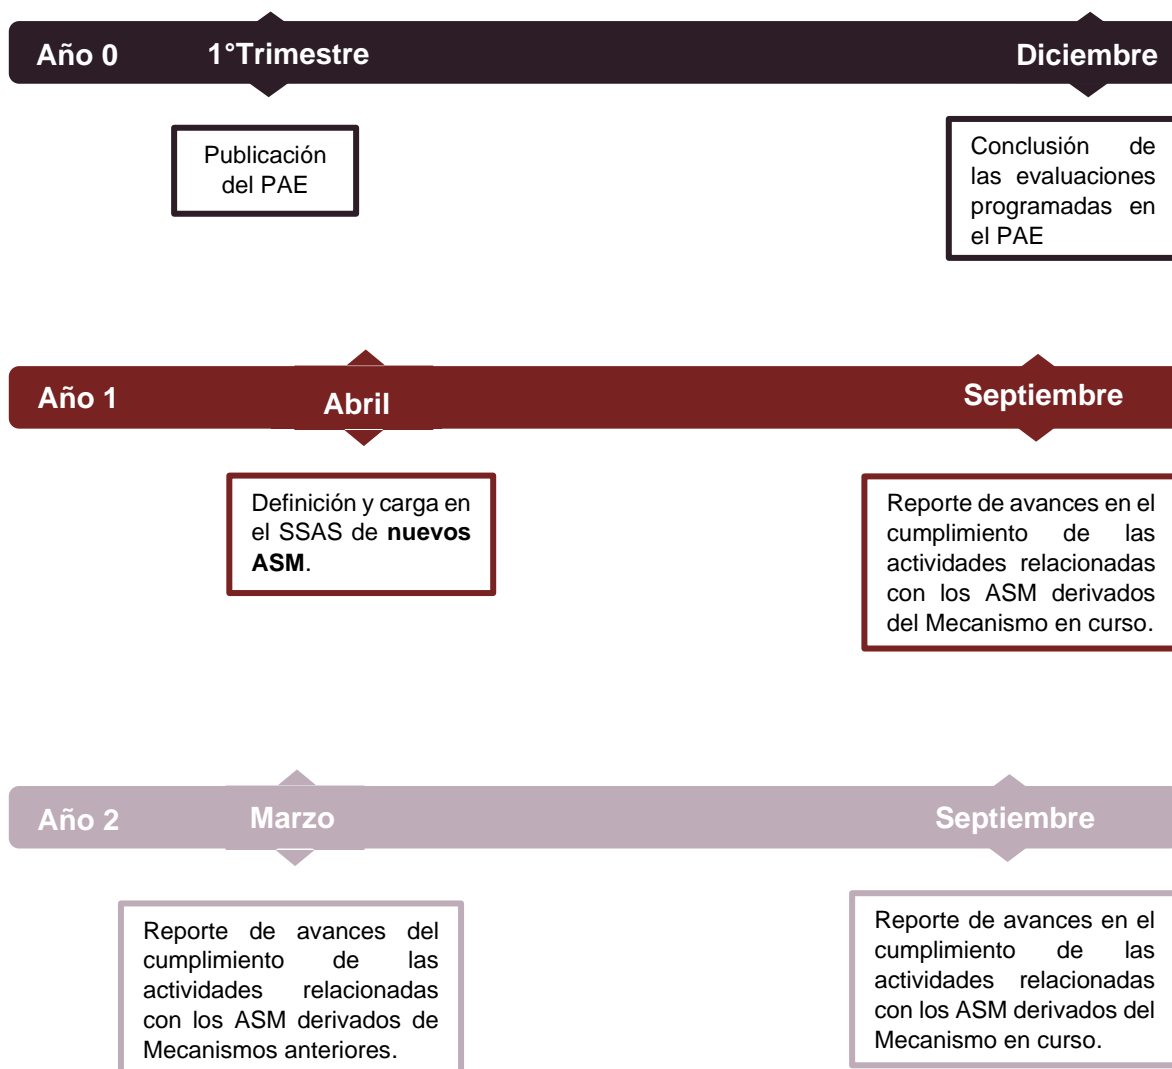 Año 0 1°Trimestre Diciembre
Publicación
del PAE
Conclusión de
las evaluaciones
programadas en
el PAE
Año 1 Abril Septiembre
Definición y carga en
el SSAS de nuevos
ASM.
Reporte de avances en el
cumplimiento de las
actividades relacionadas
con los ASM derivados
del Mecanismo en curso.
Año 2 Marzo Septiembre
Reporte de avances del
cumplimiento de las
actividades relacionadas
con los ASM derivados de
Mecanismos anteriores.
Reporte de avances en el
cumplimiento de las
actividades relacionadas
con los ASM derivados del
Mecanismo en curso.